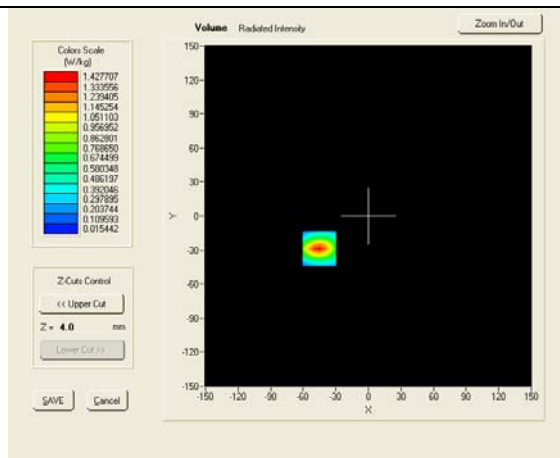 Volume Radiated Intensity
Zoom In/Out
Colors Scale
(W/kg)
1.427707
1.333556
1.239405
1.145254
1.051103
0.956952
0.862801
0.768650
0.674499
0.580348
0.486197
0.392046
0.297895
0.203744
0.109593
0.015442
Z-Cuts Control
<< Upper Cut
Z = 4.0 mm
Lower Cut >>
SAVE
Cancel
150
120
90
60
30
0
-30
-60
-90
-120
-150
Y
-150 -120 -90 -60 -30 0 30 60 90 120 150
X